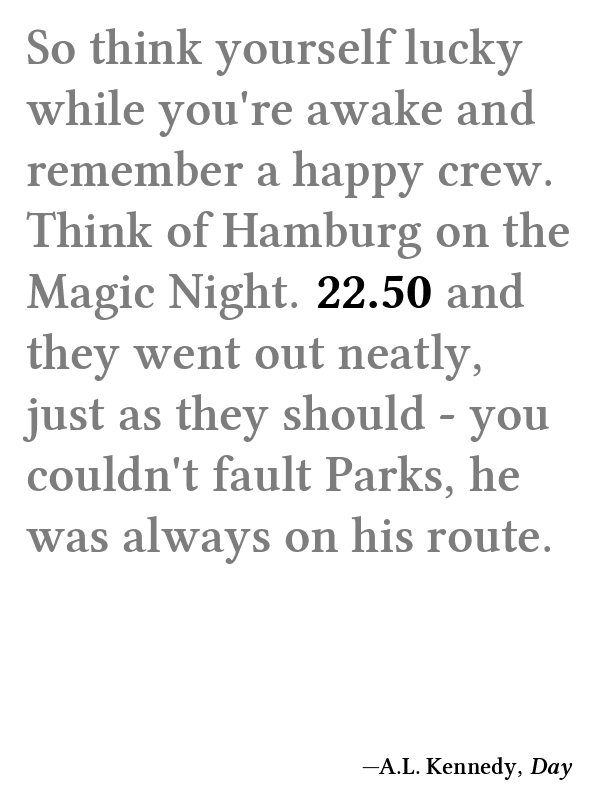 So think yourself lucky
while you're awake and
remember a happy crew.
Think of Hamburg on the
Magic Night. 22.50 and
they went out neatly,
just as they should - you
couldn't fault Parks, he
was always on his route.
—A.L. Kennedy, Day